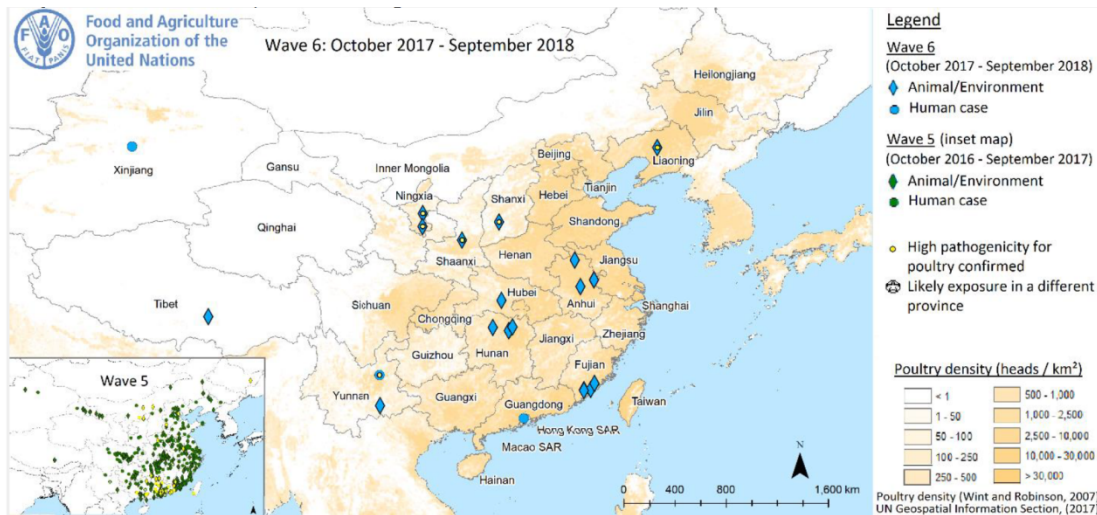 Food and Agriculture
Organization of the
United Nations
FIAT PANIS
Wave 6: October 2017 - September 2018
Heilongjiang
Jilin
Liaoning
Beijing
Inner Mongolia
Xinjiang
Gansu
Ningxia
Shanxi
Hebei
Tianjin
Shandong
Qinghai
Shaanxi
Henan
Jiangsu
Tibet
Sichuan
Hubei
Anhui
Shanghai
Chongqing
Zhejiang
Guizhou
Hunan
Jiangxi
Fujian
Yunnan
Guangxi
Guangdong
Taiwan
Hong Kong SAR
Macao SAR
Hainan
Wave 5
N
0 400 800 1,600 km
Legend
Wave 6
(October 2017 - September 2018)
Animal/Environment
Human case
Wave 5 (inset map)
(October 2016 - September 2017)
Animal/Environment
Human case
High pathogenicity for
poultry confirmed
Likely exposure in a different
province
Poultry density (heads / km²)
< 1
1 - 50
50 - 100
100 - 250
250 - 500
500 - 1,000
1,000 - 2,500
2,500 - 10,000
10,000 - 30,000
> 30,000
Poultry density (Wint and Robinson, 2007)
UN Geospatial Information Section, (2017)